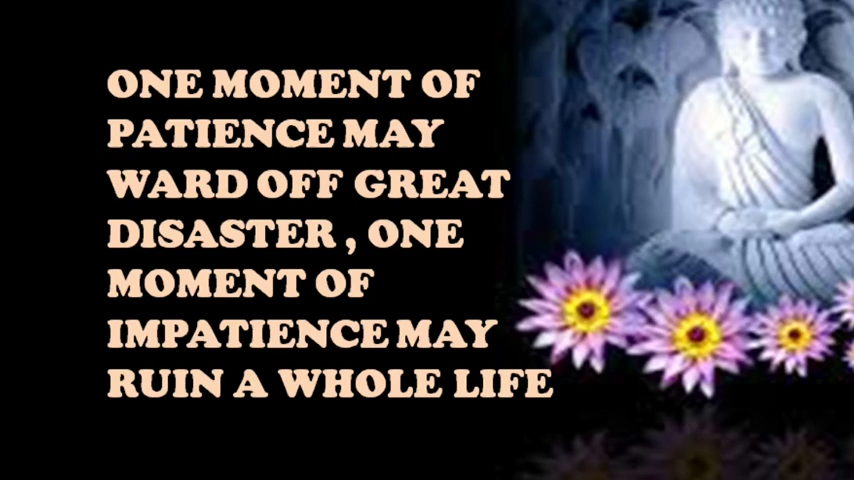 ONE MOMENT OF
PATIENCE MAY
WARD OFF GREAT
DISASTER , ONE
MOMENT OF
IMPATIENCE MAY
RUIN A WHOLE LIFE